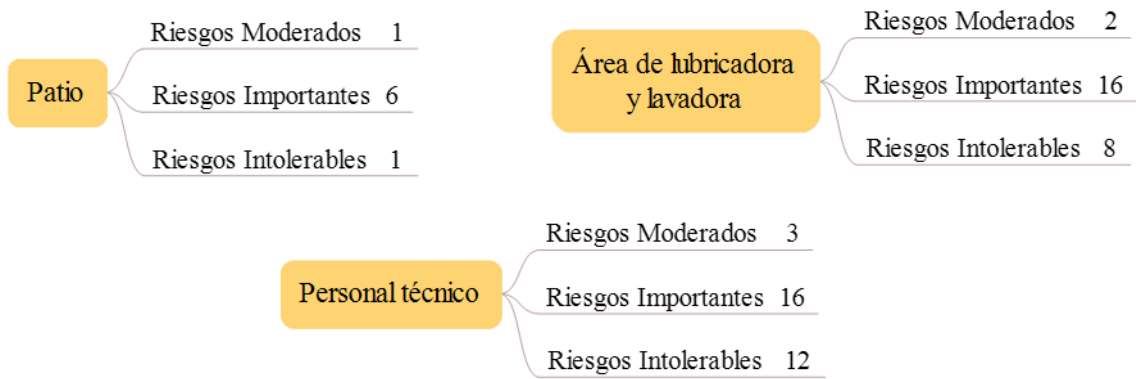 Patio
Riesgos Moderados 1
Riesgos Importantes 6
Riesgos Intolerables 1
Área de lubricadora
y lavadora
Riesgos Moderados 2
Riesgos Importantes 16
Riesgos Intolerables 8
Personal técnico
Riesgos Moderados 3
Riesgos Importantes 16
Riesgos Intolerables 12